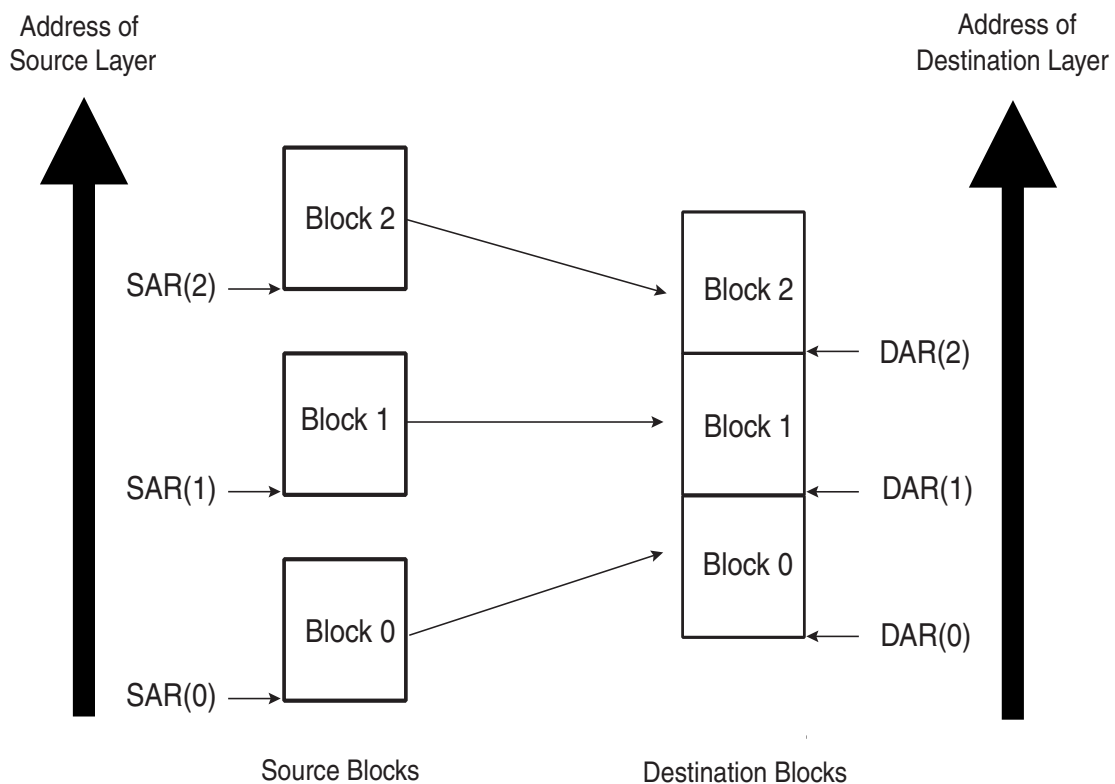 Address of
Source Layer
Address of
Destination Layer
Block 2
SAR(2)
Block 2
DAR(2)
Block 1
Block 1
SAR(1)
DAR(1)
Block 0
Block 0
DAR(0)
SAR(0)
Source Blocks
Destination Blocks